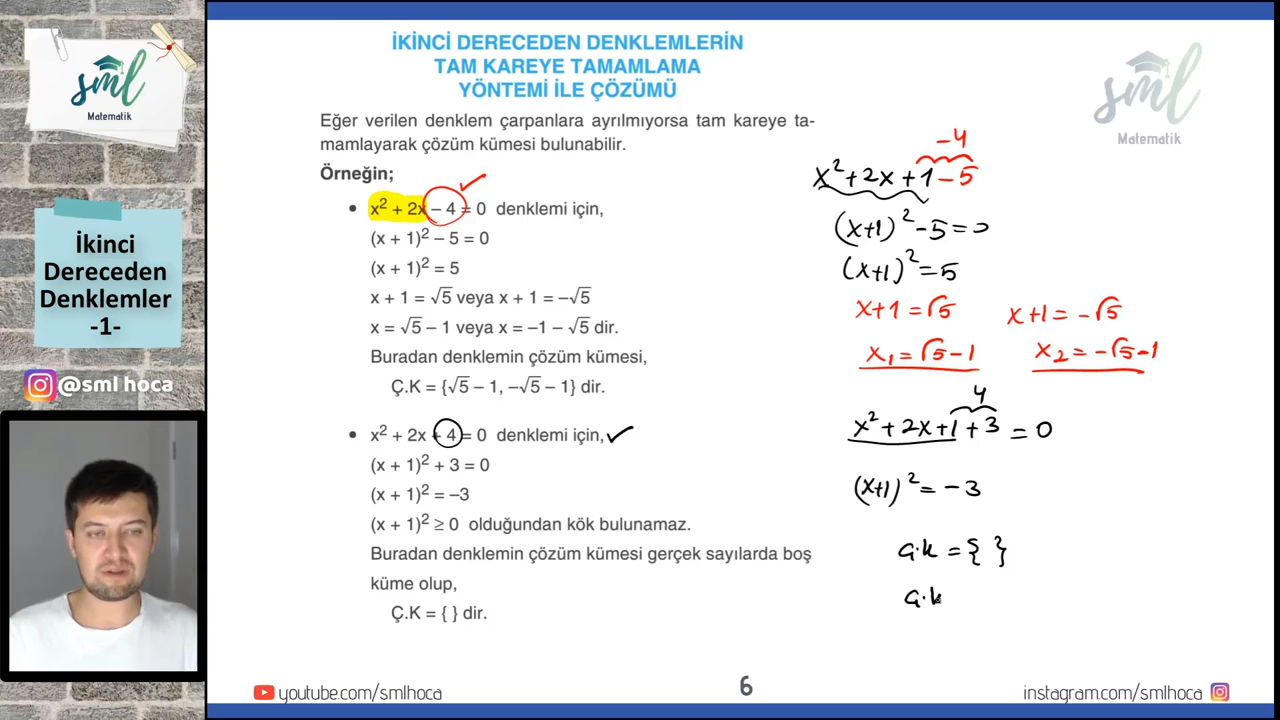 sml
Matematik
İkinci
Dereceden
Denklemler
-1-
@sml hoca
İKİNCİ DERECEDEN DENKLEMLERİN
TAM KAREYE TAMAMLAMA
YÖNTEMİ İLE ÇÖZÜMÜ
Eğer verilen denklem çarpanlara ayrılmıyorsa tam kareye ta-
mamlayarak çözüm kümesi bulunabilir.
Örneğin;
• x² + 2x – 4 = 0 denklemi için,
(x + 1)² – 5 = 0
(x + 1)² = 5
x + 1 = √5 veya x + 1 = –√5
x = √5 – 1 veya x = –1 – √5 dir.
Buradan denklemin çözüm kümesi,
Ç.K = {√5 – 1, –√5 – 1} dir.
• x² + 2x + 4 = 0 denklemi için, ✓
(x + 1)² + 3 = 0
(x + 1)² = –3
(x + 1)² ≥ 0 olduğundan kök bulunamaz.
Buradan denklemin çözüm kümesi gerçek sayılarda boş
küme olup,
Ç.K = { } dir.
sml
Matematik
-4
x² + 2x + 1 - 5
(x+1)² - 5 = 0
(x+1)² = 5
x+1 = √5 x+1 = -√5
x₁ = √5 - 1 x₂ = -√5 - 1
4
x² + 2x + 1 + 3 = 0
(x+1)² = -3
Ç.K = { }
Ç.K
youtube.com/smlhoca
6
instagram.com/smlhoca